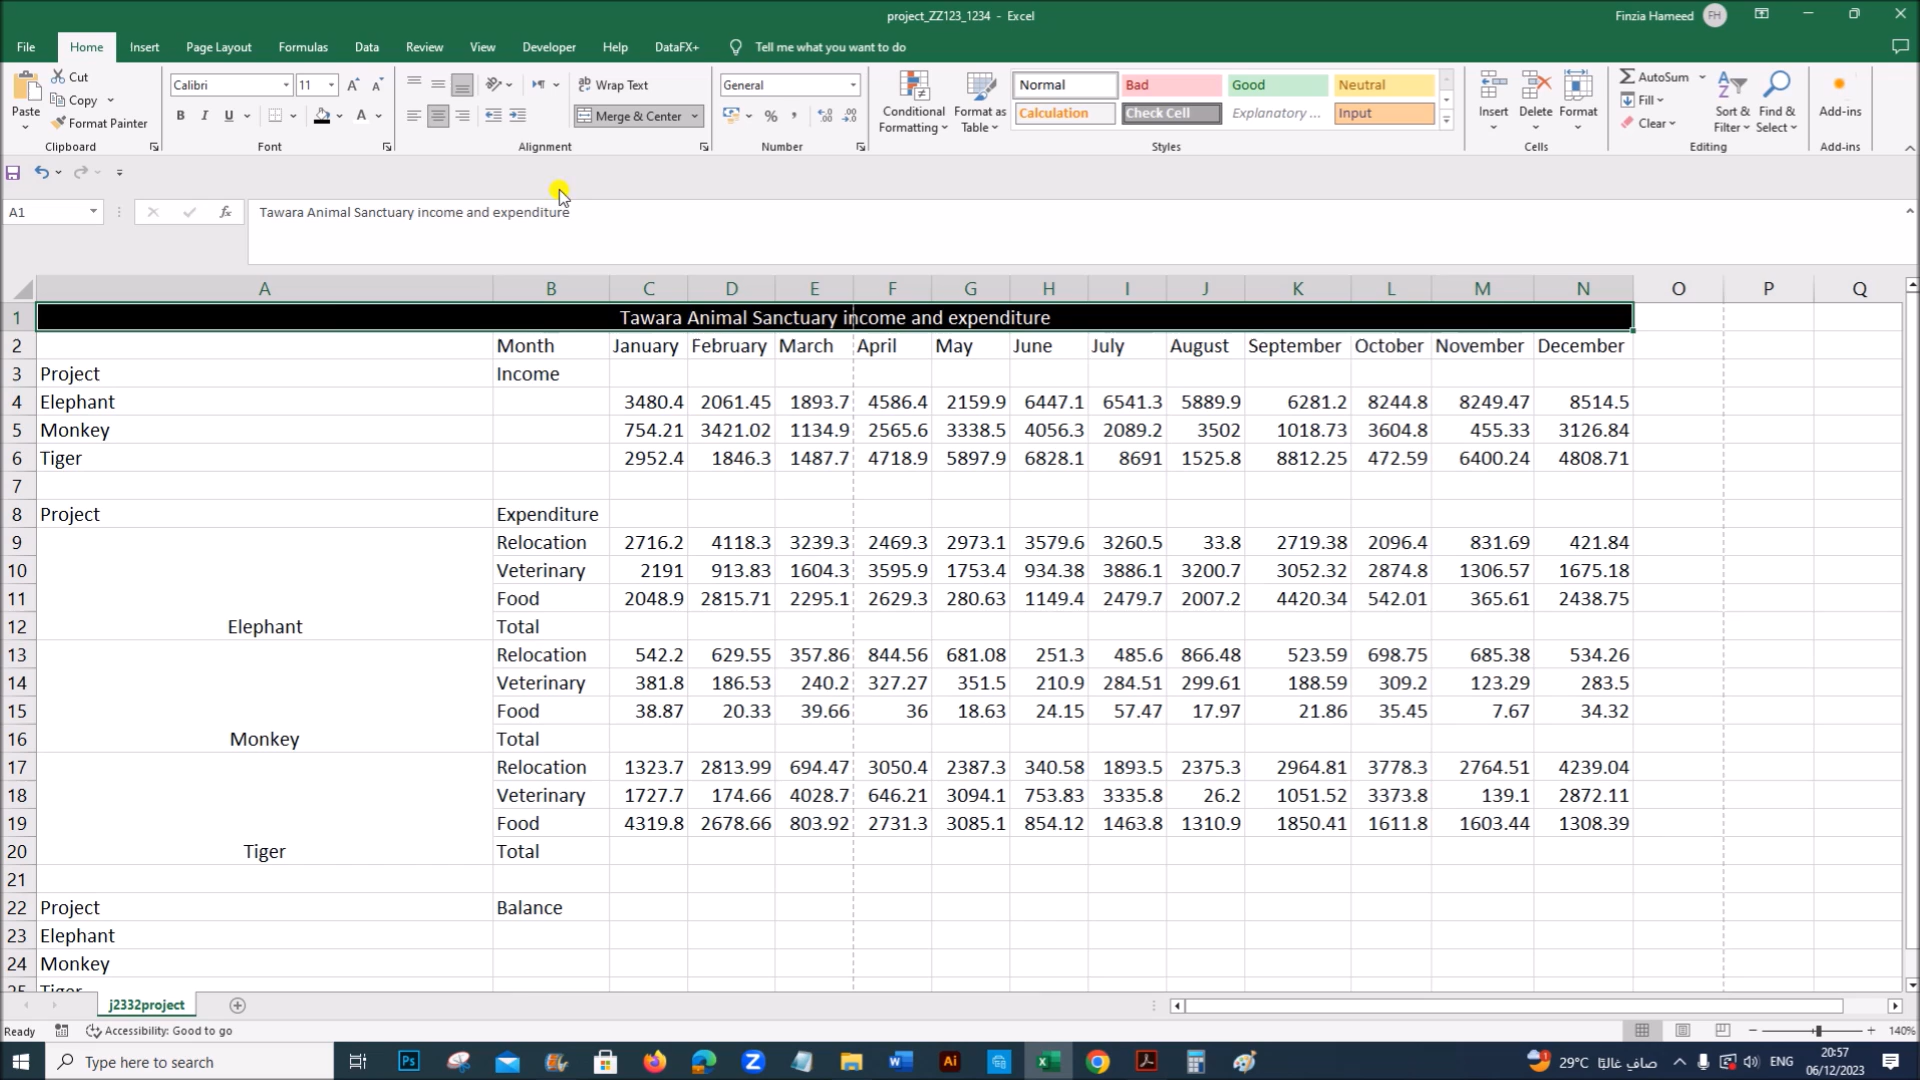 project_ZZ123_1234 - Excel
Finzia Hameed FH
File Home Insert Page Layout Formulas Data Review View Developer Help DataFX+ Tell me what you want to do
Cut
Copy
Format Painter
Paste
Clipboard
Calibri 11
B I U
Font
Wrap Text
Merge & Center
Alignment
General
Number
Conditional Formatting
Format as Table
Normal Bad Good Neutral
Calculation Check Cell Explanatory ... Input
Styles
Insert Delete Format
Cells
AutoSum
Fill
Clear
Sort & Filter
Find & Select
Editing
Add-ins
Add-ins
A1 fx Tawara Animal Sanctuary income and expenditure
A B C D E F G H I J K L M N O P Q
1 Tawara Animal Sanctuary income and expenditure
2 Month January February March April May June July August September October November December
3 Project Income
4 Elephant 3480.4 2061.45 1893.7 4586.4 2159.9 6447.1 6541.3 5889.9 6281.2 8244.8 8249.47 8514.5
5 Monkey 754.21 3421.02 1134.9 2565.6 3338.5 4056.3 2089.2 3502 1018.73 3604.8 455.33 3126.84
6 Tiger 2952.4 1846.3 1487.7 4718.9 5897.9 6828.1 8691 1525.8 8812.25 472.59 6400.24 4808.71
7
8 Project Expenditure
9 Relocation 2716.2 4118.3 3239.3 2469.3 2973.1 3579.6 3260.5 33.8 2719.38 2096.4 831.69 421.84
10 Veterinary 2191 913.83 1604.3 3595.9 1753.4 934.38 3886.1 3200.7 3052.32 2874.8 1306.57 1675.18
11 Food 2048.9 2815.71 2295.1 2629.3 280.63 1149.4 2479.7 2007.2 4420.34 542.01 365.61 2438.75
12 Elephant Total
13 Relocation 542.2 629.55 357.86 844.56 681.08 251.3 485.6 866.48 523.59 698.75 685.38 534.26
14 Veterinary 381.8 186.53 240.2 327.27 351.5 210.9 284.51 299.61 188.59 309.2 123.29 283.5
15 Food 38.87 20.33 39.66 36 18.63 24.15 57.47 17.97 21.86 35.45 7.67 34.32
16 Monkey Total
17 Relocation 1323.7 2813.99 694.47 3050.4 2387.3 340.58 1893.5 2375.3 2964.81 3778.3 2764.51 4239.04
18 Veterinary 1727.7 174.66 4028.7 646.21 3094.1 753.83 3335.8 26.2 1051.52 3373.8 139.1 2872.11
19 Food 4319.8 2678.66 803.92 2731.3 3085.1 854.12 1463.8 1310.9 1850.41 1611.8 1603.44 1308.39
20 Tiger Total
21
22 Project Balance
23 Elephant
24 Monkey
25 Tiger
j2332project
Ready Accessibility: Good to go 140%
Type here to search
29°C صافٍ غالبًا ENG
20:57
06/12/2023